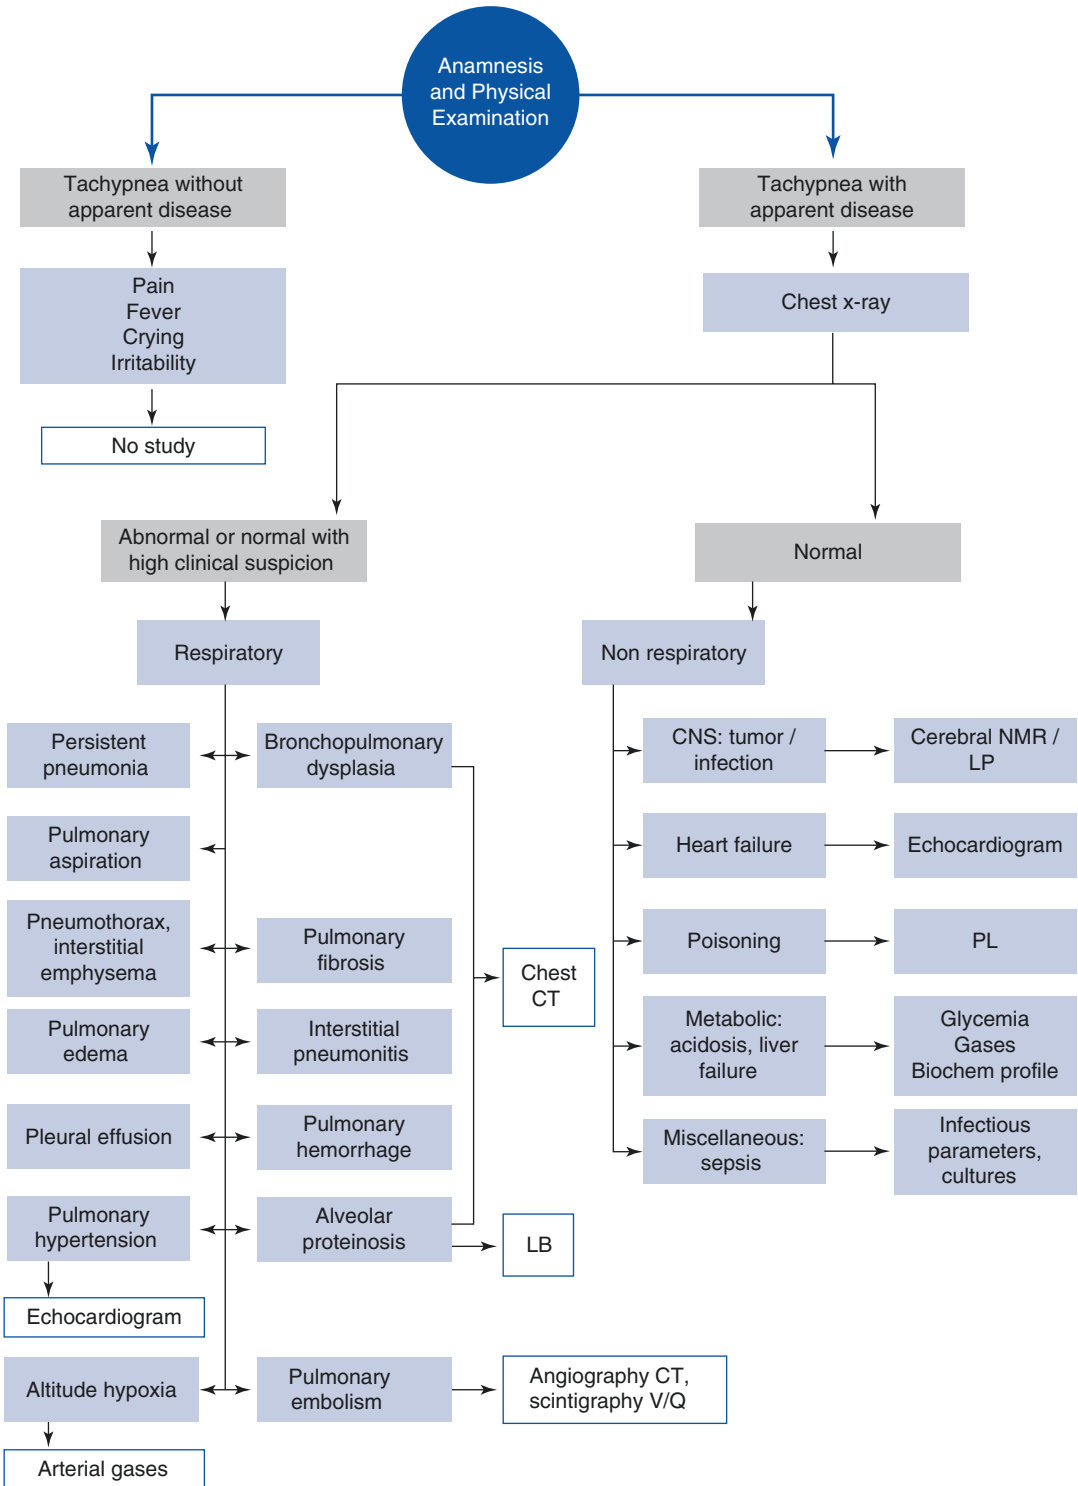 Anamnesis
and Physical
Examination
Tachypnea without
apparent disease
Tachypnea with
apparent disease
Pain
Fever
Crying
Irritability
Chest x-ray
No study
Abnormal or normal with
high clinical suspicion
Normal
Respiratory
Non respiratory
Persistent
pneumonia
Bronchopulmonary
dysplasia
Pulmonary
aspiration
Pneumothorax,
interstitial
emphysema
Pulmonary
fibrosis
Chest
CT
Pulmonary
edema
Interstitial
pneumonitis
Pleural effusion
Pulmonary
hemorrhage
Pulmonary
hypertension
Alveolar
proteinosis
LB
Echocardiogram
Altitude hypoxia
Pulmonary
embolism
Angiography CT,
scintigraphy V/Q
Arterial gases
CNS: tumor /
infection
Cerebral NMR /
LP
Heart failure
Echocardiogram
Poisoning
PL
Metabolic:
acidosis, liver
failure
Glycemia
Gases
Biochem profile
Miscellaneous:
sepsis
Infectious
parameters,
cultures